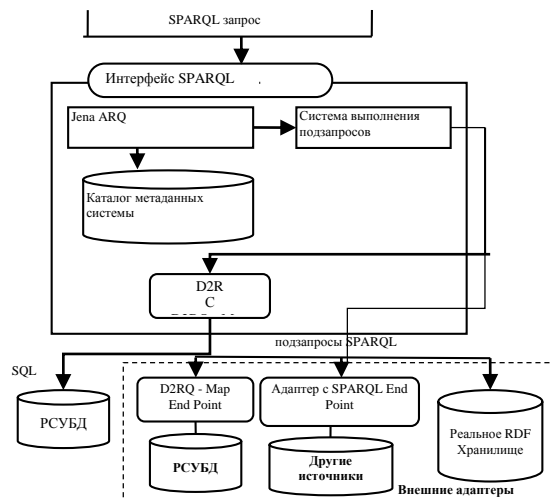 SPARQL запрос
Интерфейс SPARQL
Jena ARQ
Система выполнения
подзапросов
Каталог метаданных
системы
D2R
C
подзапросы SPARQL
SQL
РСУБД
D2RQ - Map
End Point
Адаптер с SPARQL End
Point
РСУБД
Другие
источники
Реальное RDF
Хранилище
Внешние адаптеры